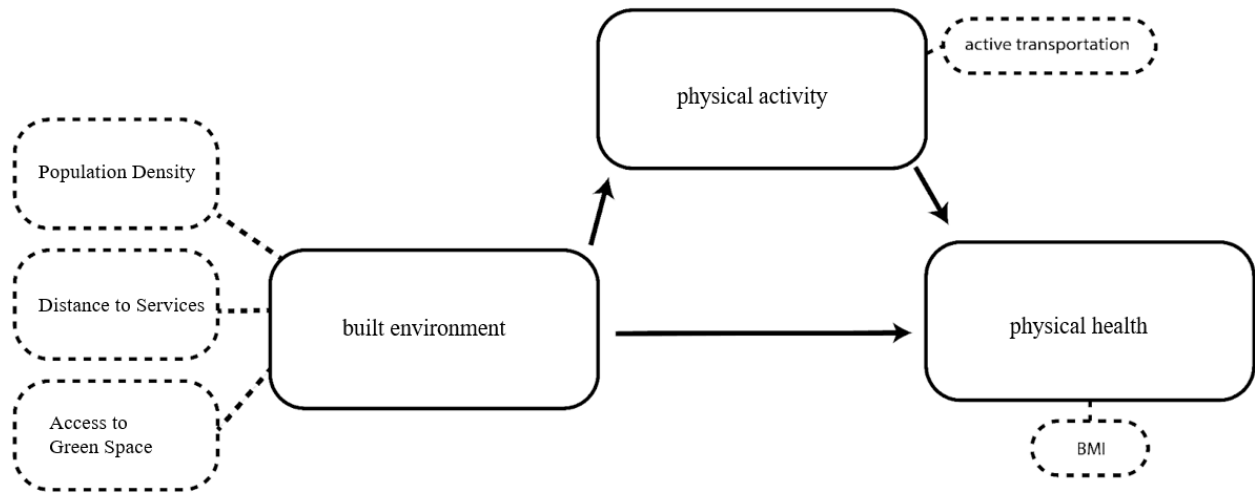 active transportation
physical activity
Population Density
Distance to Services
built environment
physical health
Access to
Green Space
BMI